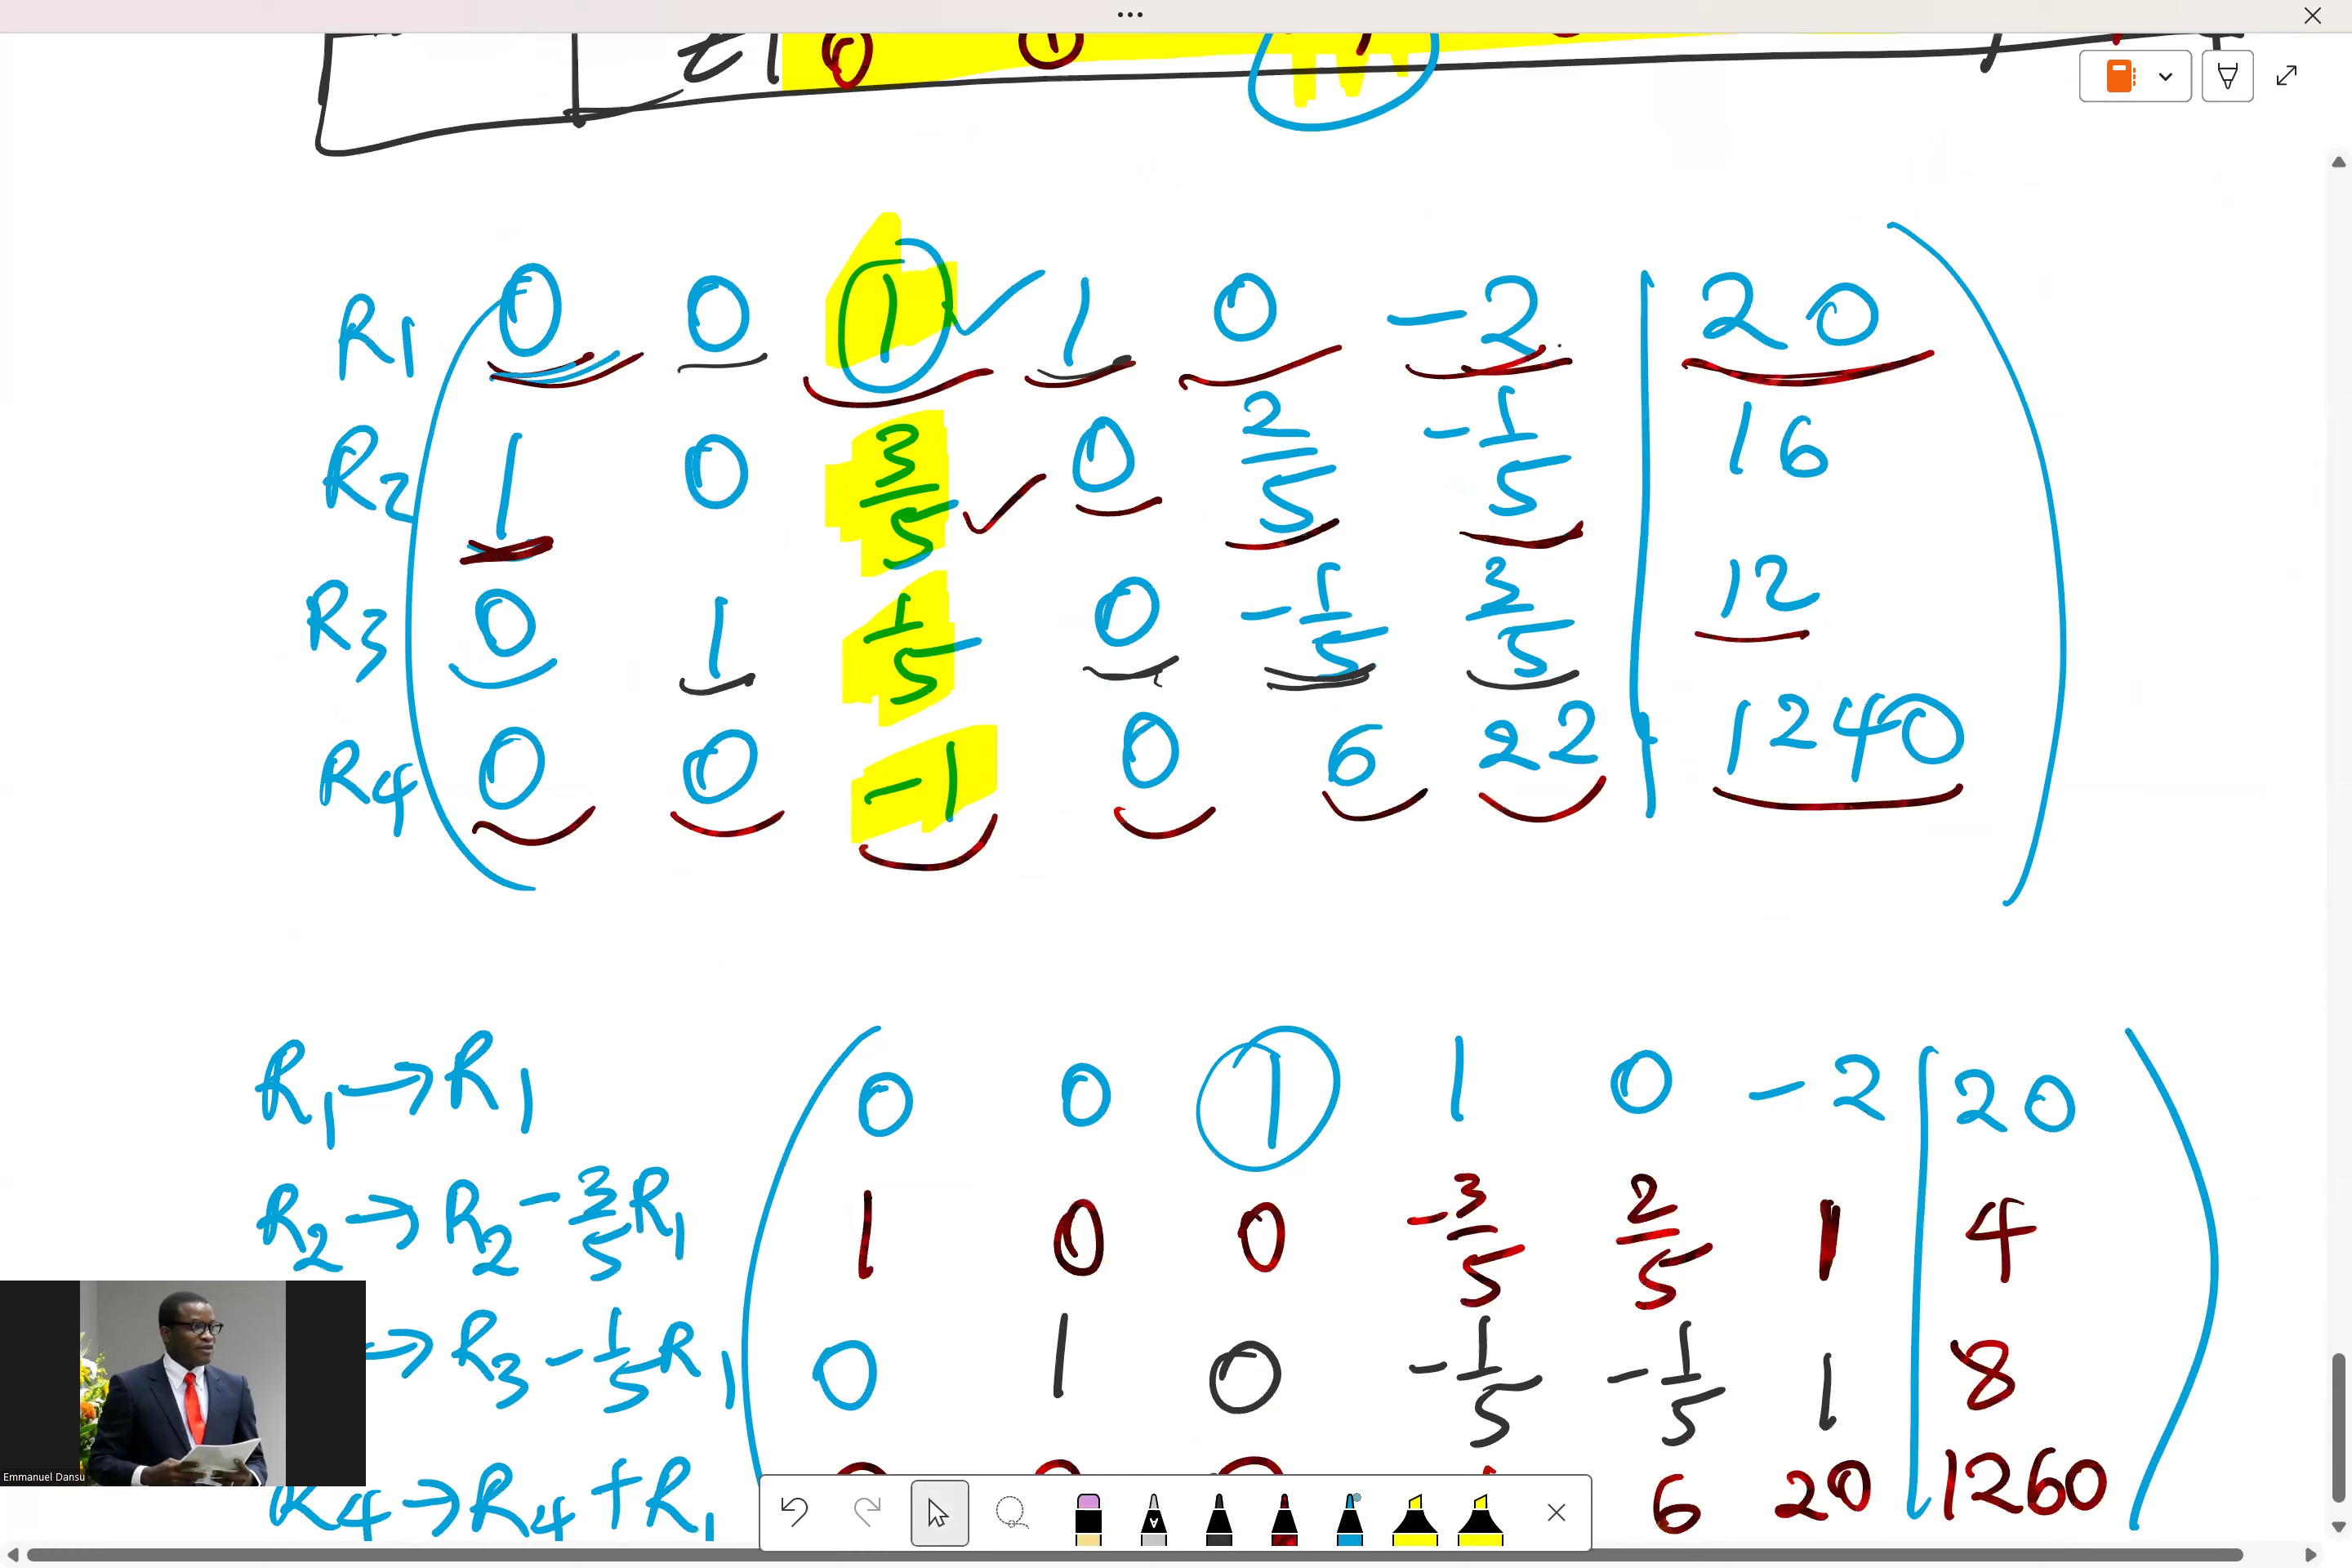 R1 0 0 1 1 0 -2 | 20
R2 1 0 3/5 0 2/5 -1/5 | 16
R3 0 1 1/5 0 -1/5 3/5 | 12
R4 0 0 -1 0 6 22 | 1240
R1 → R1 0 0 1 1 0 -2 | 20
R2 → R2 - 3/5 R1 1 0 0 -3/5 2/5 1 | 4
→ R3 - 1/5 R1 0 1 0 -1/5 -1/5 1 | 8
R4 → R4 + R1 6 20 | 1260
Emmanuel Dansu